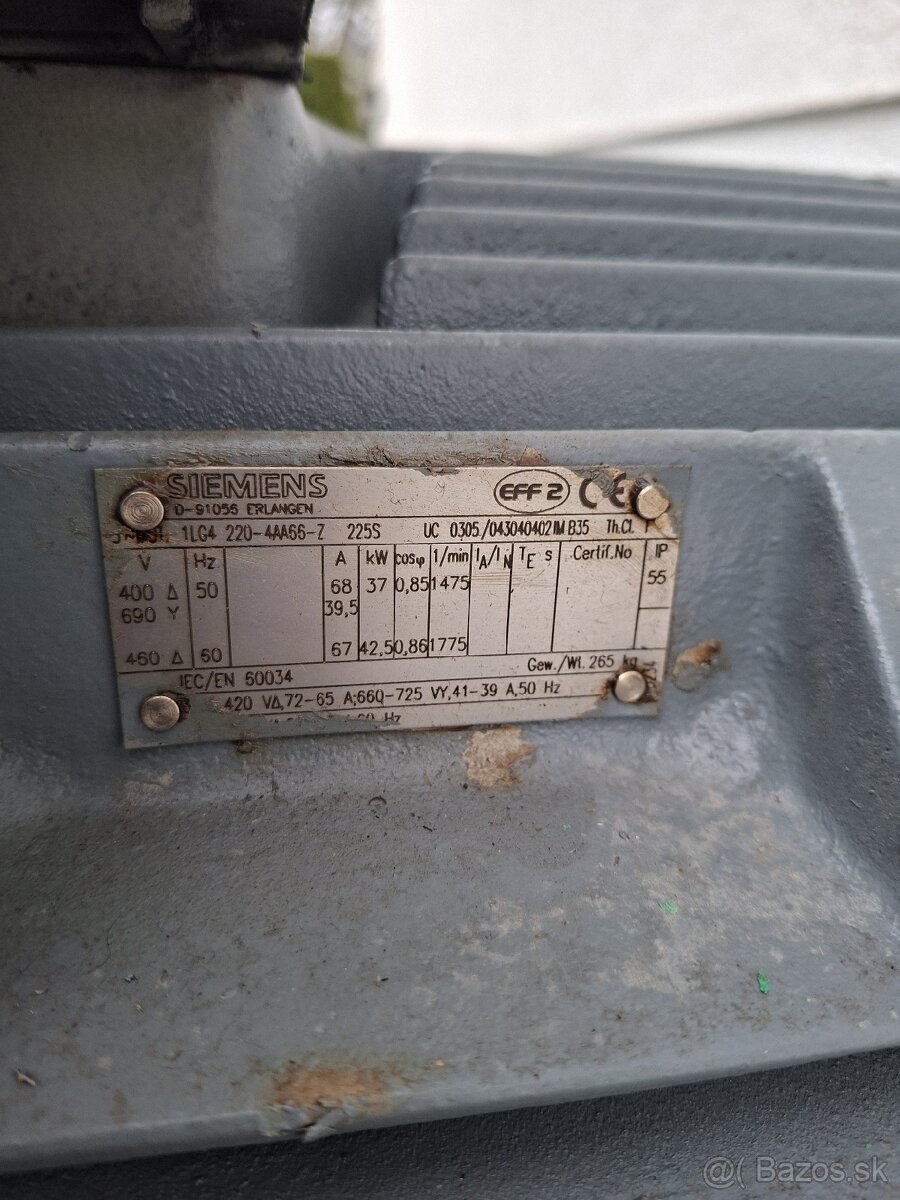 SIEMENS EFF 2 CE
D-91056 ERLANGEN
1LG4 220-4AA66-Z 225S UC 0305/043040402 IM B35 Th.Cl. F
V Hz A kW cosφ 1/min IA/IN TE s Certif.No IP
400 Δ 50 68 37 0,85 1475 55
690 Y 39,5
460 Δ 60 67 42,5 0,86 1775
IEC/EN 60034 Gew./Wt. 265 kg
420 VΔ,72-65 A;660-725 VY,41-39 A,50 Hz
60 Hz
@( Bazos.sk